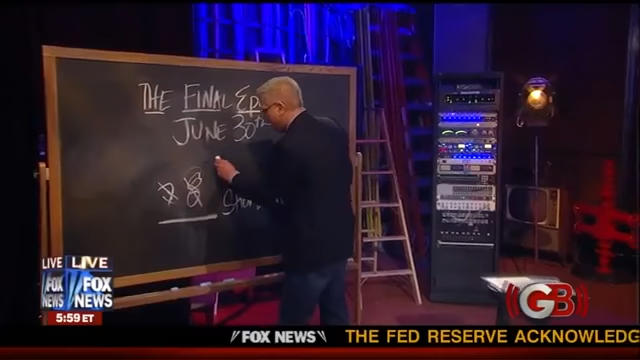 THE FINAL Ep
JUNE 30th
LIVE
LIVE
FOX
NEWS
FOX
NEWS
5:59 ET
GB
FOX NEWS
THE FED RESERVE ACKNOWLEDG